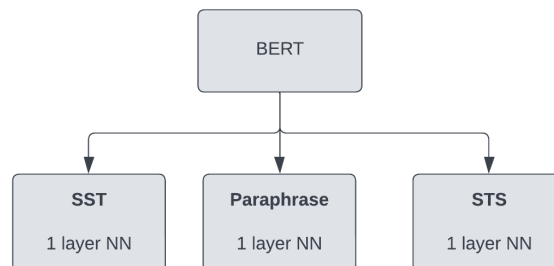 BERT
SST
1 layer NN
Paraphrase
1 layer NN
STS
1 layer NN